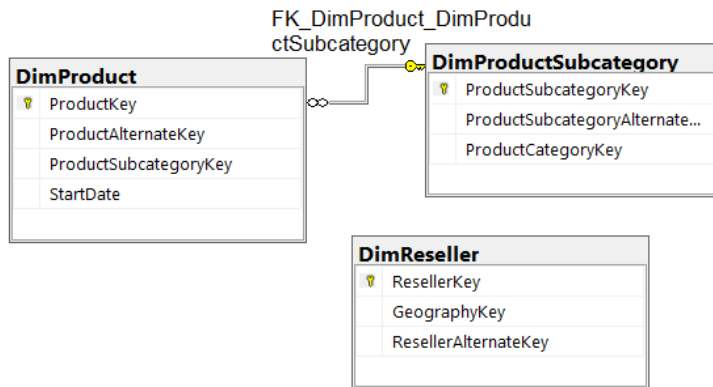 FK_DimProduct_DimProdu
ctSubcategory
DimProduct
ProductKey
ProductAlternateKey
ProductSubcategoryKey
StartDate
DimProductSubcategory
ProductSubcategoryKey
ProductSubcategoryAlternate...
ProductCategoryKey
DimReseller
ResellerKey
GeographyKey
ResellerAlternateKey